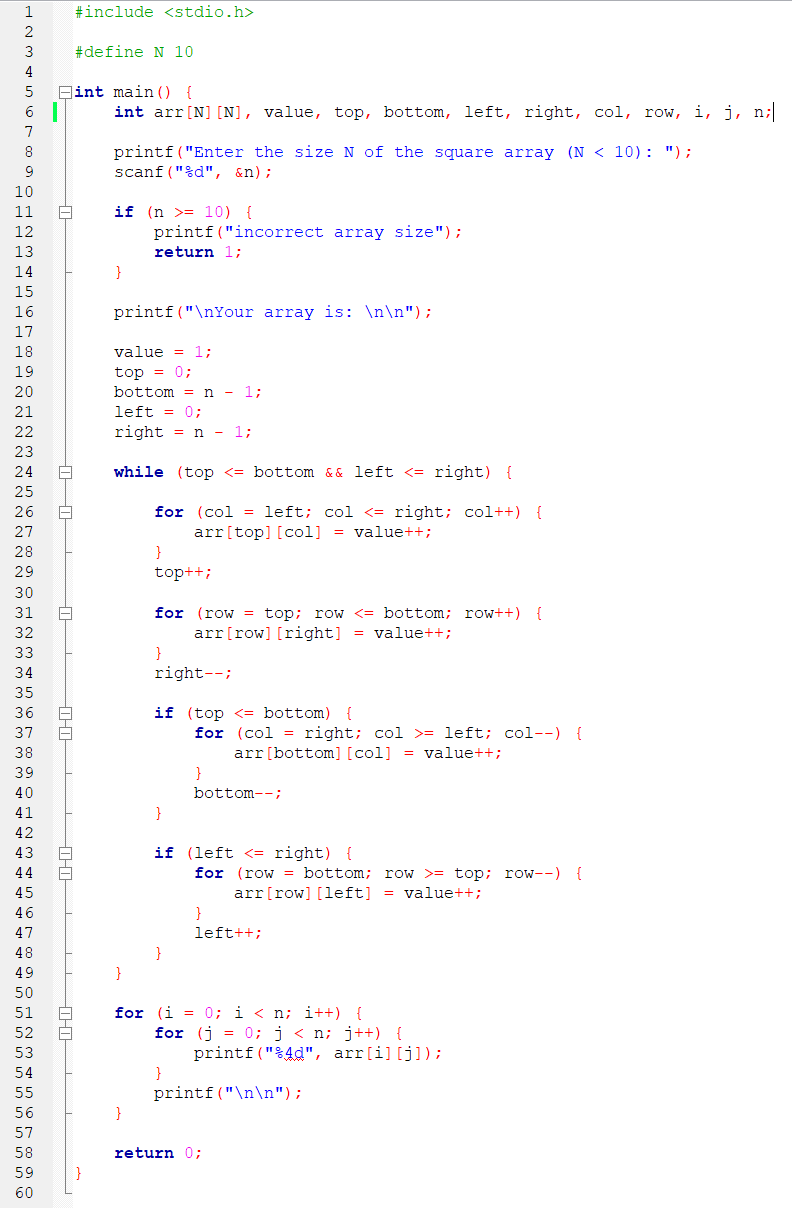 1 #include <stdio.h>
2
3 #define N 10
4
5 int main() {
6     int arr[N][N], value, top, bottom, left, right, col, row, i, j, n;
7
8     printf("Enter the size N of the square array (N < 10): ");
9     scanf("%d", &n);
10
11     if (n >= 10) {
12         printf("incorrect array size");
13         return 1;
14     }
15
16     printf("\nYour array is: \n\n");
17
18     value = 1;
19     top = 0;
20     bottom = n - 1;
21     left = 0;
22     right = n - 1;
23
24     while (top <= bottom && left <= right) {
25
26         for (col = left; col <= right; col++) {
27             arr[top][col] = value++;
28         }
29         top++;
30
31         for (row = top; row <= bottom; row++) {
32             arr[row][right] = value++;
33         }
34         right--;
35
36         if (top <= bottom) {
37             for (col = right; col >= left; col--) {
38                 arr[bottom][col] = value++;
39             }
40             bottom--;
41         }
42
43         if (left <= right) {
44             for (row = bottom; row >= top; row--) {
45                 arr[row][left] = value++;
46             }
47             left++;
48         }
49     }
50
51     for (i = 0; i < n; i++) {
52         for (j = 0; j < n; j++) {
53             printf("%4d", arr[i][j]);
54         }
55         printf("\n\n");
56     }
57
58     return 0;
59 }
60